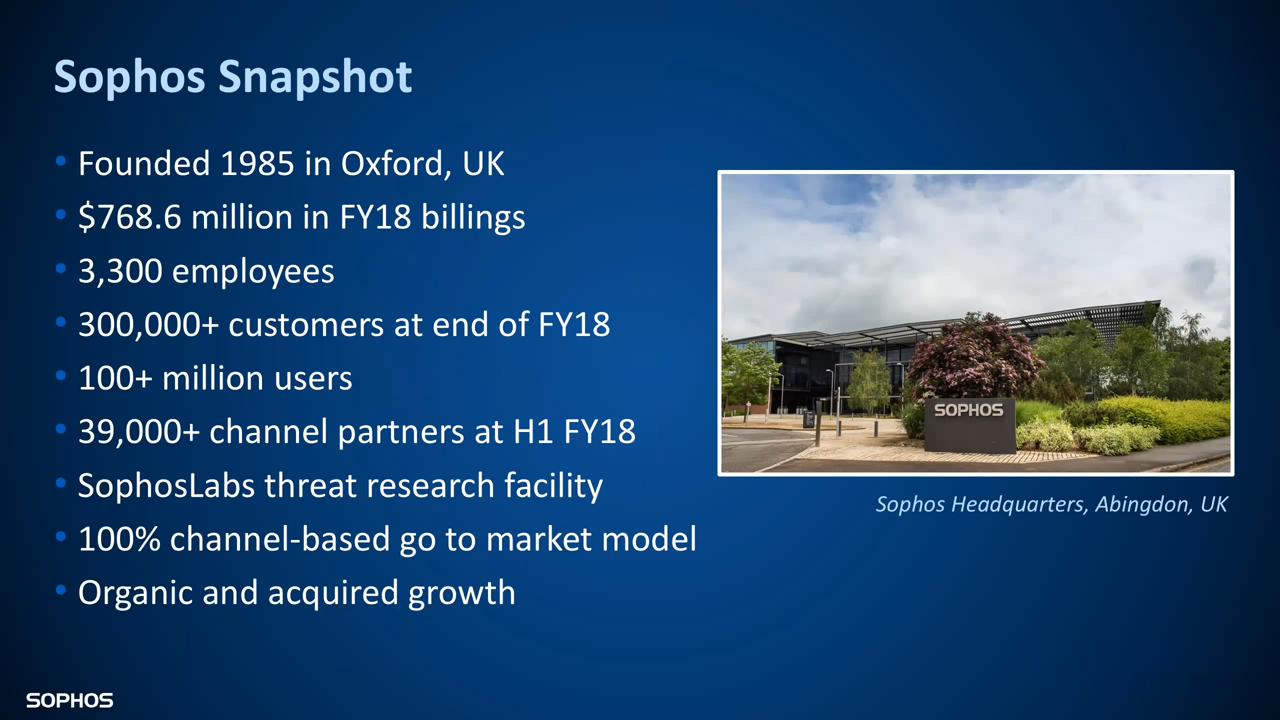 Sophos Snapshot
• Founded 1985 in Oxford, UK
• $768.6 million in FY18 billings
• 3,300 employees
• 300,000+ customers at end of FY18
• 100+ million users
• 39,000+ channel partners at H1 FY18
• SophosLabs threat research facility
• 100% channel-based go to market model
• Organic and acquired growth
SOPHOS
Sophos Headquarters, Abingdon, UK
SOPHOS